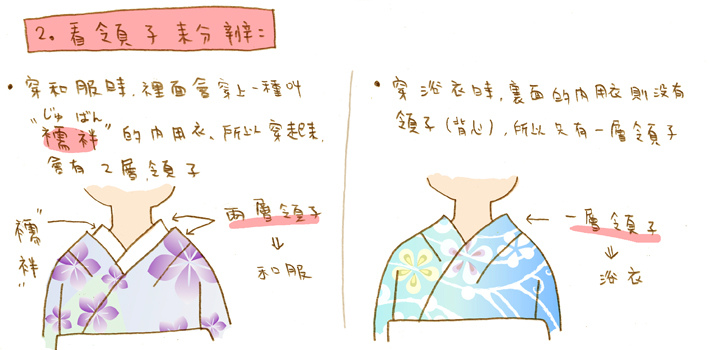 2。看領子來分辨：
• 穿和服時，裡面會穿上一種叫
じゅばん
"襦袢"的內用衣，所以穿起來，
會有2層領子
"襦袢"
兩層領子
⇓
和服
• 穿浴衣時，裏面的內用衣則沒有
領子(背心)，所以只有一層領子
一層領子
⇓
浴衣